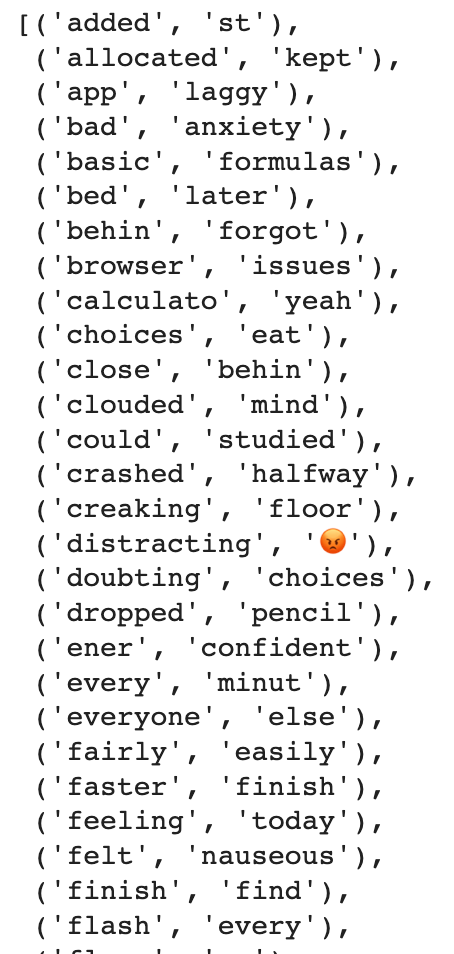 [('added', 'st'),
('allocated', 'kept'),
('app', 'laggy'),
('bad', 'anxiety'),
('basic', 'formulas'),
('bed', 'later'),
('behin', 'forgot'),
('browser', 'issues'),
('calculato', 'yeah'),
('choices', 'eat'),
('close', 'behin'),
('clouded', 'mind'),
('could', 'studied'),
('crashed', 'halfway'),
('creaking', 'floor'),
('distracting', '😡'),
('doubting', 'choices'),
('dropped', 'pencil'),
('ener', 'confident'),
('every', 'minut'),
('everyone', 'else'),
('fairly', 'easily'),
('faster', 'finish'),
('feeling', 'today'),
('felt', 'nauseous'),
('finish', 'find'),
('flash', 'every'),